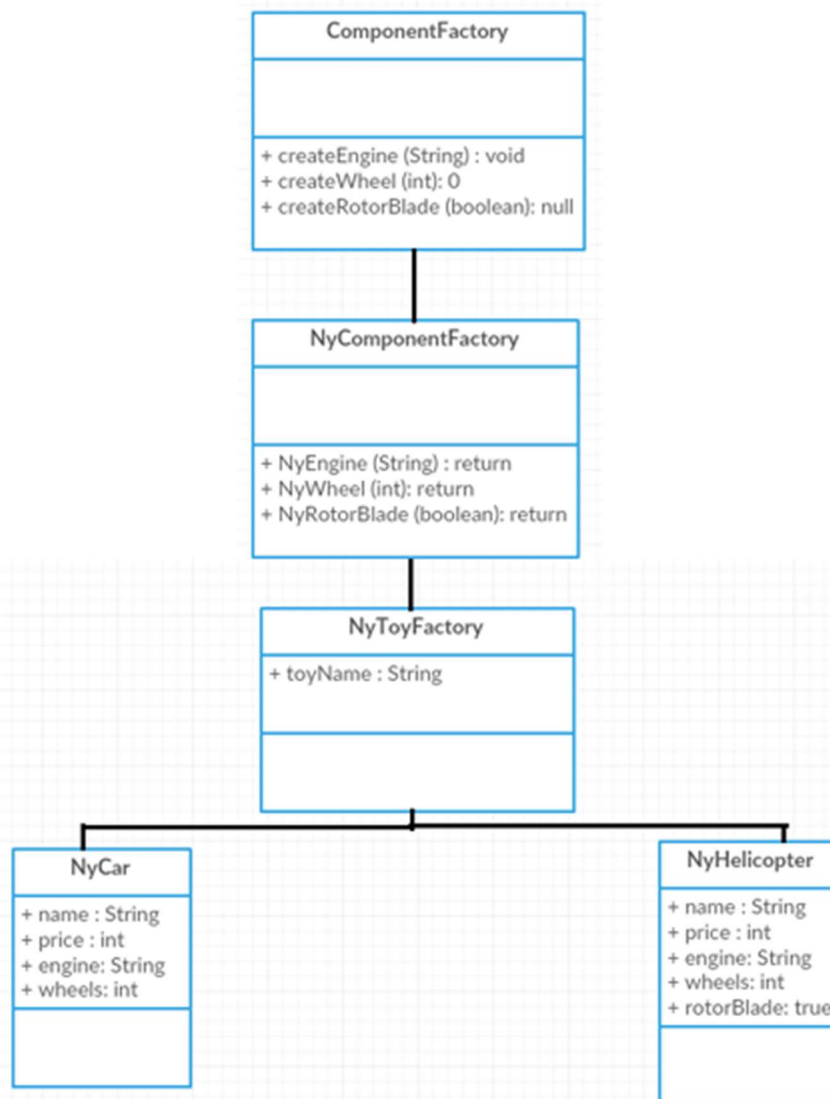 ComponentFactory
+ createEngine (String) : void
+ createWheel (int): 0
+ createRotorBlade (boolean): null
NyComponentFactory
+ NyEngine (String) : return
+ NyWheel (int): return
+ NyRotorBlade (boolean): return
NyToyFactory
+ toyName : String
NyCar
+ name : String
+ price : int
+ engine: String
+ wheels: int
NyHelicopter
+ name : String
+ price : int
+ engine: String
+ wheels: int
+ rotorBlade: true